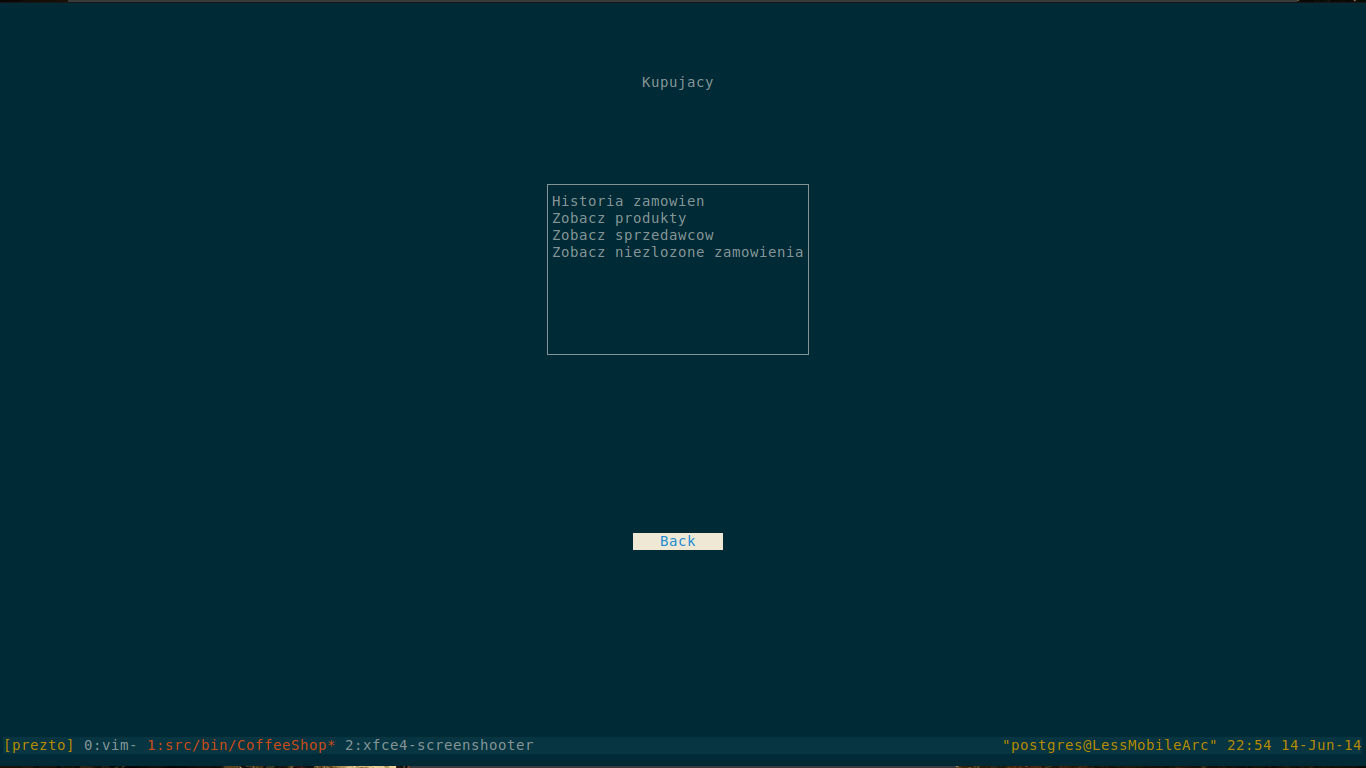 Kupujacy
Historia zamowien
Zobacz produkty
Zobacz sprzedawcow
Zobacz niezlozone zamowienia
Back
[prezto] 0:vim- 1:src/bin/CoffeeShop* 2:xfce4-screenshooter "postgres@LessMobileArc" 22:54 14-Jun-14